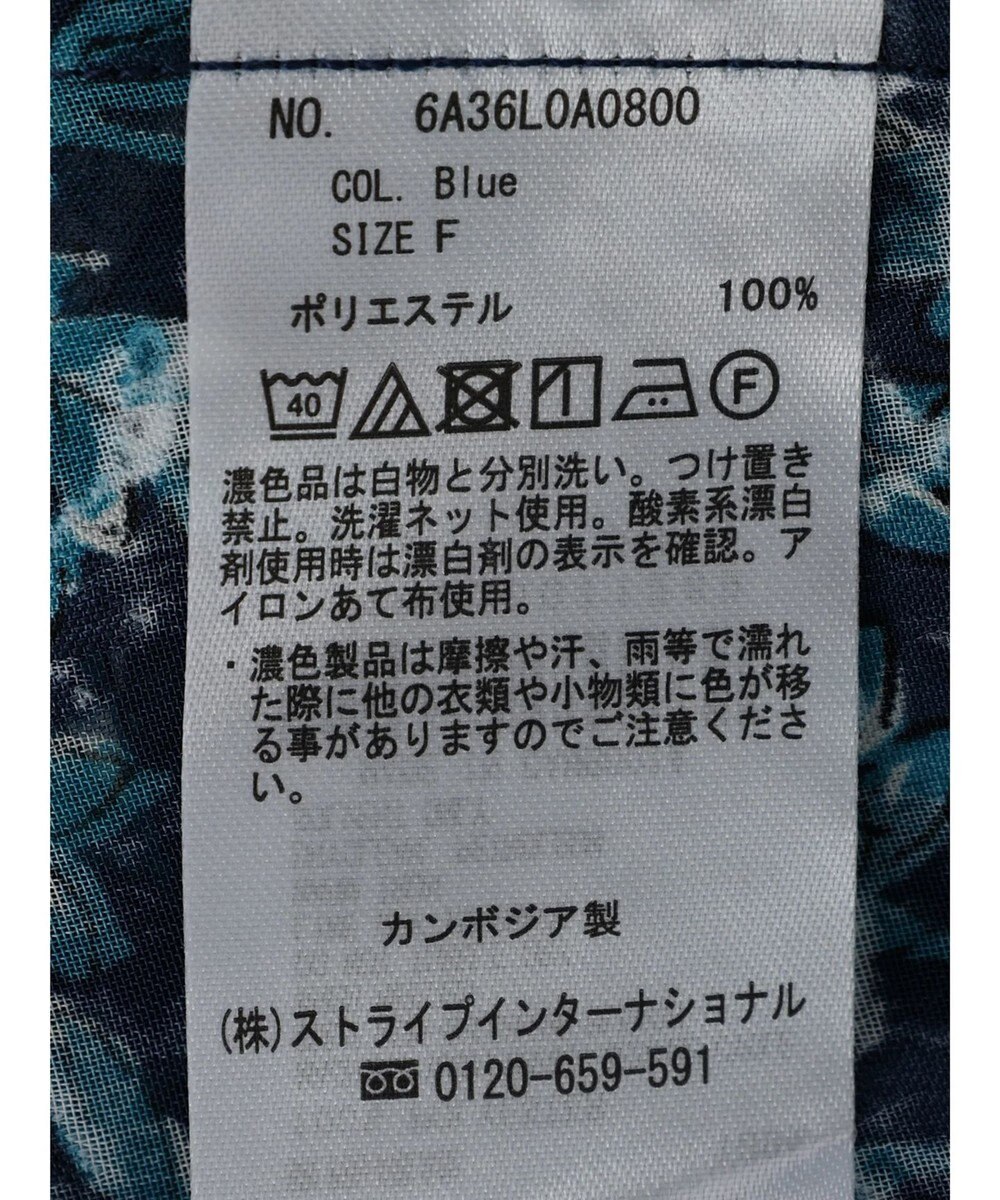 NO. 6A36L0A0800
COL. Blue
SIZE F
ポリエステル 100%
40 F
濃色品は白物と分別洗い。つけ置き
禁止。洗濯ネット使用。酸素系漂白
剤使用時は漂白剤の表示を確認。ア
イロンあて布使用。
・濃色製品は摩擦や汗、雨等で濡れ
た際に他の衣類や小物類に色が移
る事がありますのでご注意くださ
い。
カンボジア製
(株)ストライプインターナショナル
0120-659-591